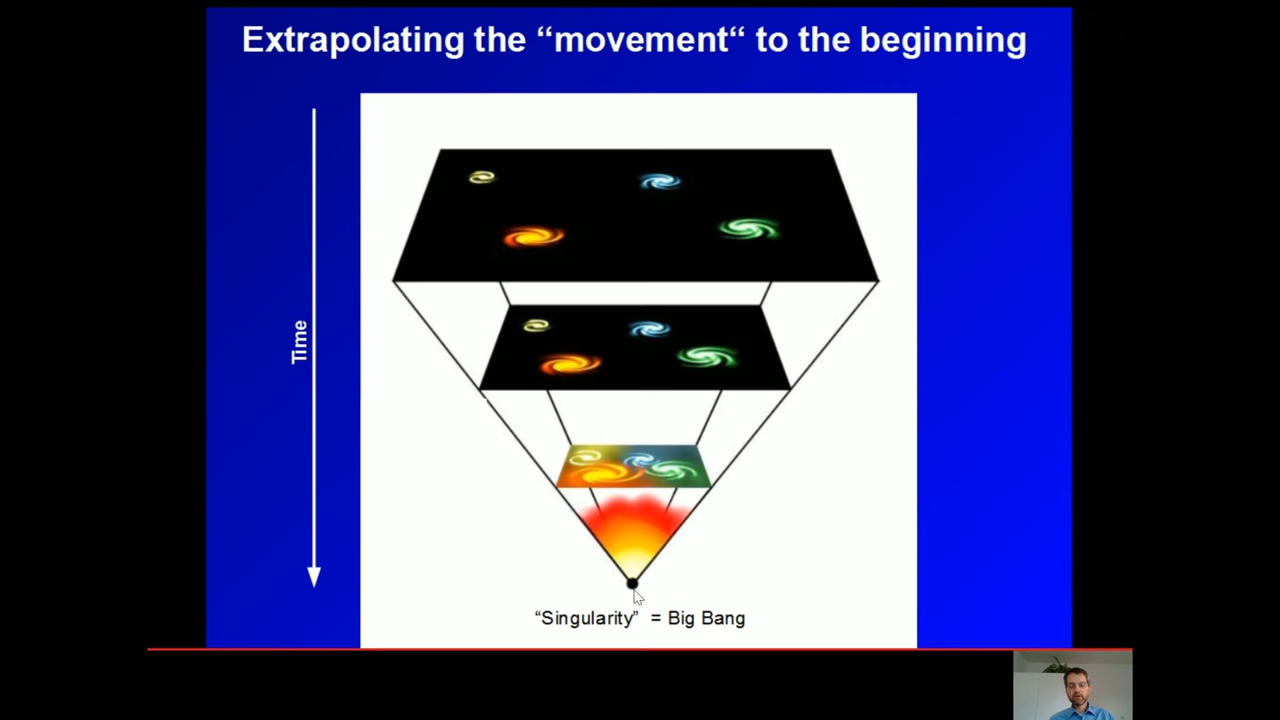 Extrapolating the “movement“ to the beginning
Time
“Singularity” = Big Bang